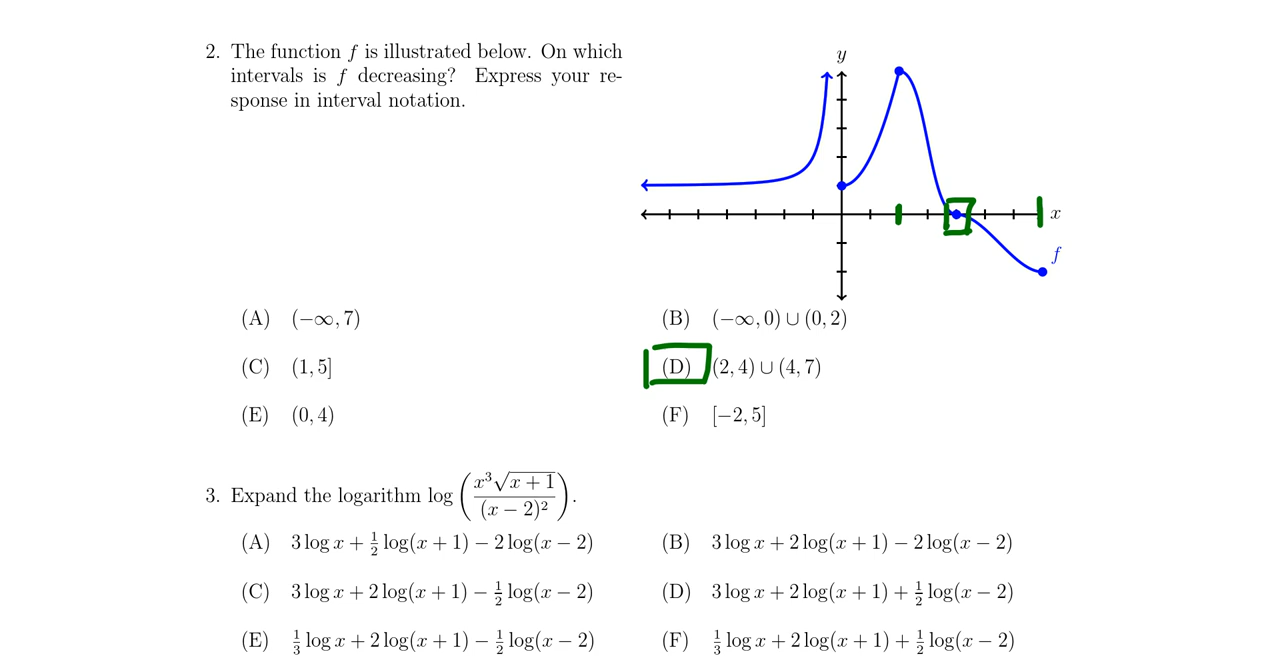 2. The function f is illustrated below. On which
intervals is f decreasing? Express your re-
sponse in interval notation.
y
x
f
(A) (−∞, 7)
(B) (−∞, 0) ∪ (0, 2)
(C) (1, 5]
(D) (2, 4) ∪ (4, 7)
(E) (0, 4)
(F) [−2, 5]
3. Expand the logarithm log (x³√(x + 1) / (x − 2)²).
(A) 3 log x + ½ log(x + 1) − 2 log(x − 2)
(B) 3 log x + 2 log(x + 1) − 2 log(x − 2)
(C) 3 log x + 2 log(x + 1) − ½ log(x − 2)
(D) 3 log x + 2 log(x + 1) + ½ log(x − 2)
(E) ⅓ log x + 2 log(x + 1) − ½ log(x − 2)
(F) ⅓ log x + 2 log(x + 1) + ½ log(x − 2)